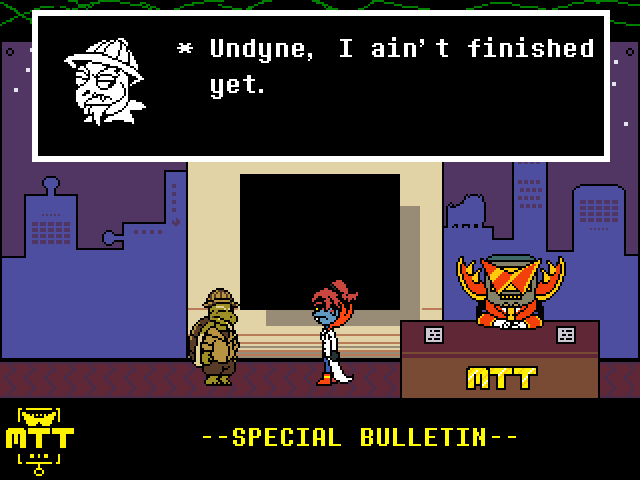 * Undyne, I ain't finished
yet.
MTT
MTT
--SPECIAL BULLETIN--